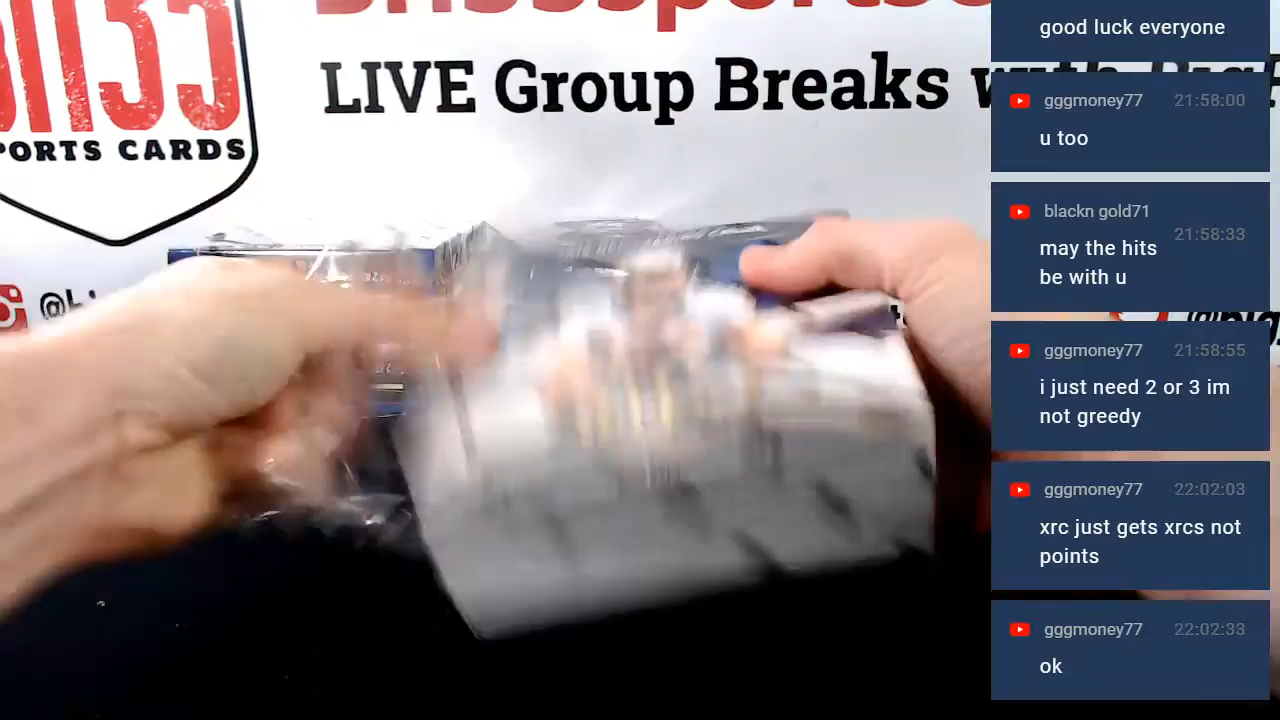 PORTS CARDS
LIVE Group Breaks
good luck everyone
gggmoney77 21:58:00
u too
blackn gold71
21:58:33
may the hits
be with u
gggmoney77 21:58:55
i just need 2 or 3 im
not greedy
gggmoney77 22:02:03
xrc just gets xrcs not
points
gggmoney77 22:02:33
ok